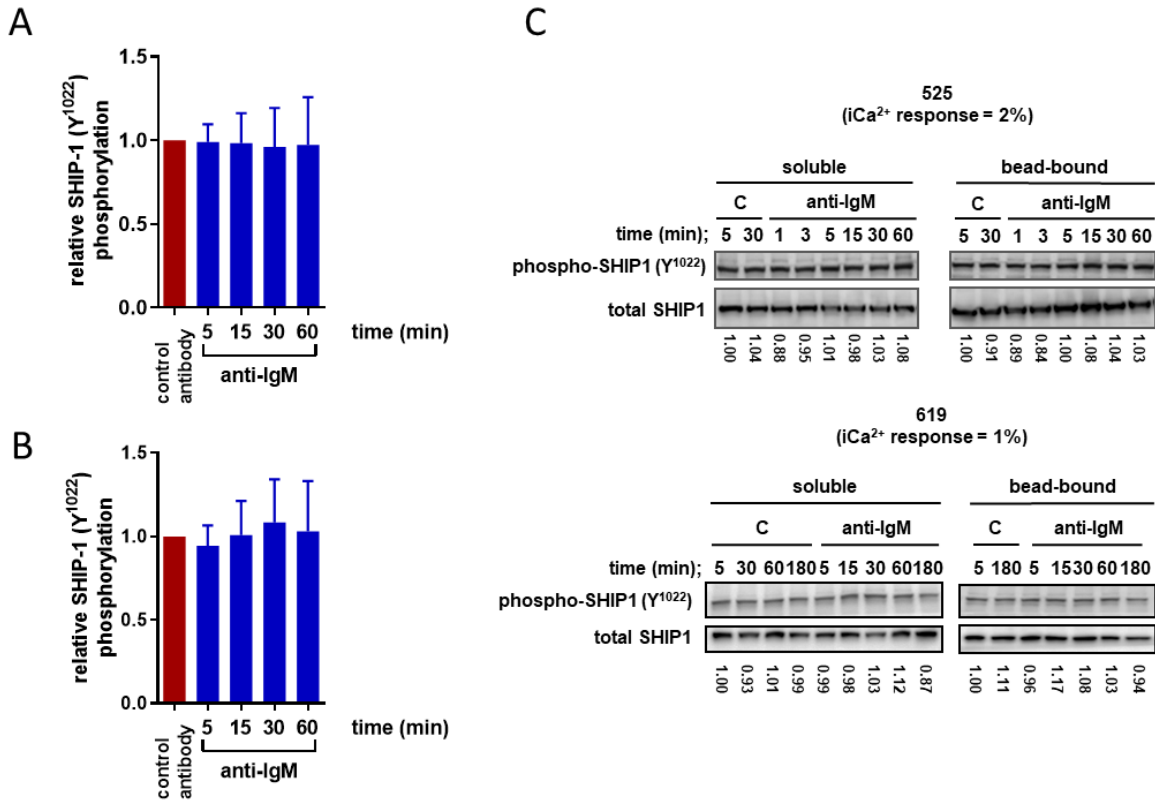 A
relative SHIP-1 (Y1022)
phosphorylation
1.5
1.0
0.5
0.0
control
antibody
5 15 30 60 time (min)
anti-IgM
B
relative SHIP-1 (Y1022)
phosphorylation
1.5
1.0
0.5
0.0
control
antibody
5 15 30 60 time (min)
anti-IgM
C
525
(iCa2+ response = 2%)
soluble bead-bound
C anti-IgM C anti-IgM
time (min); 5 30 1 3 5 15 30 60 5 30 1 3 5 15 30 60
phospho-SHIP1 (Y1022)
total SHIP1
1.00 1.04 0.88 0.95 1.01 0.98 1.03 1.08 1.00 0.91 0.89 0.84 1.00 1.08 1.04 1.03
619
(iCa2+ response = 1%)
soluble bead-bound
C anti-IgM C anti-IgM
time (min); 5 30 60 180 5 15 30 60 180 5 180 5 15 30 60 180
phospho-SHIP1 (Y1022)
total SHIP1
1.00 0.93 1.01 0.99 0.99 0.98 1.03 1.12 0.87 1.00 1.11 0.96 1.17 1.08 1.03 0.94